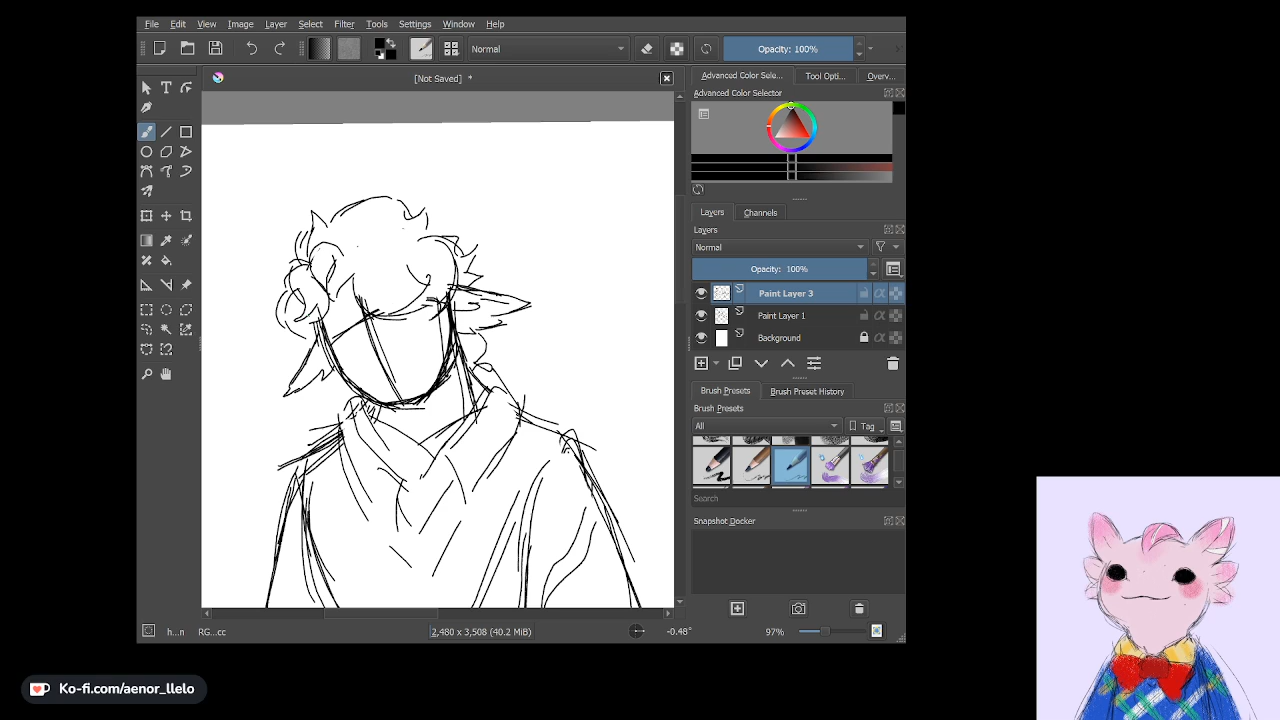 File Edit View Image Layer Select Filter Tools Settings Window Help
Normal
Opacity: 100%
[Not Saved] *
Advanced Color Sele...
Tool Opti...
Overv...
Advanced Color Selector
Layers
Channels
Layers
Normal
Opacity: 100%
Paint Layer 3
Paint Layer 1
Background
Brush Presets
Brush Preset History
Brush Presets
All
Tag
Search
Snapshot Docker
h...n
RG...cc
2,480 x 3,508 (40.2 MiB)
-0.48°
97%
Ko-fi.com/aenor_llelo